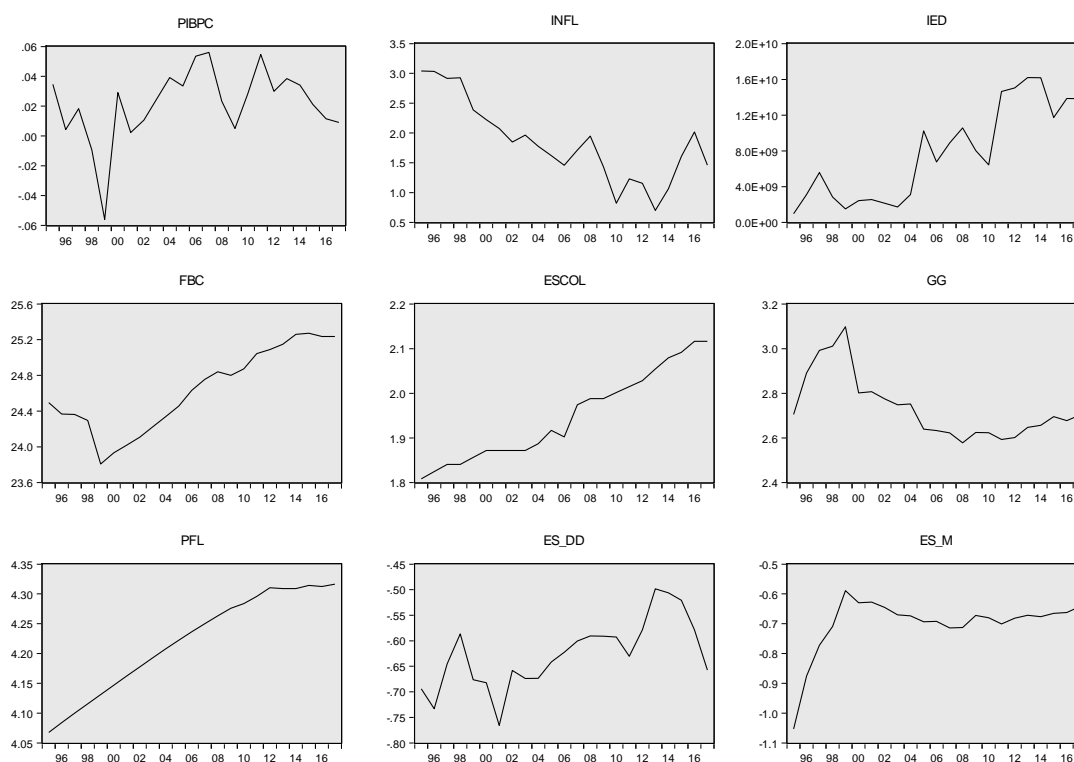 PIBPC
.06
.04
.02
.00
-.02
-.04
-.06
96 98 00 02 04 06 08 10 12 14 16
INFL
3.5
3.0
2.5
2.0
1.5
1.0
0.5
96 98 00 02 04 06 08 10 12 14 16
IED
2.0E+10
1.6E+10
1.2E+10
8.0E+09
4.0E+09
0.0E+00
96 98 00 02 04 06 08 10 12 14 16
FBC
25.6
25.2
24.8
24.4
24.0
23.6
96 98 00 02 04 06 08 10 12 14 16
ESCOL
2.2
2.1
2.0
1.9
1.8
96 98 00 02 04 06 08 10 12 14 16
GG
3.2
3.0
2.8
2.6
2.4
96 98 00 02 04 06 08 10 12 14 16
PFL
4.35
4.30
4.25
4.20
4.15
4.10
4.05
96 98 00 02 04 06 08 10 12 14 16
ES_DD
-.45
-.50
-.55
-.60
-.65
-.70
-.75
-.80
96 98 00 02 04 06 08 10 12 14 16
ES_M
-0.5
-0.6
-0.7
-0.8
-0.9
-1.0
-1.1
96 98 00 02 04 06 08 10 12 14 16